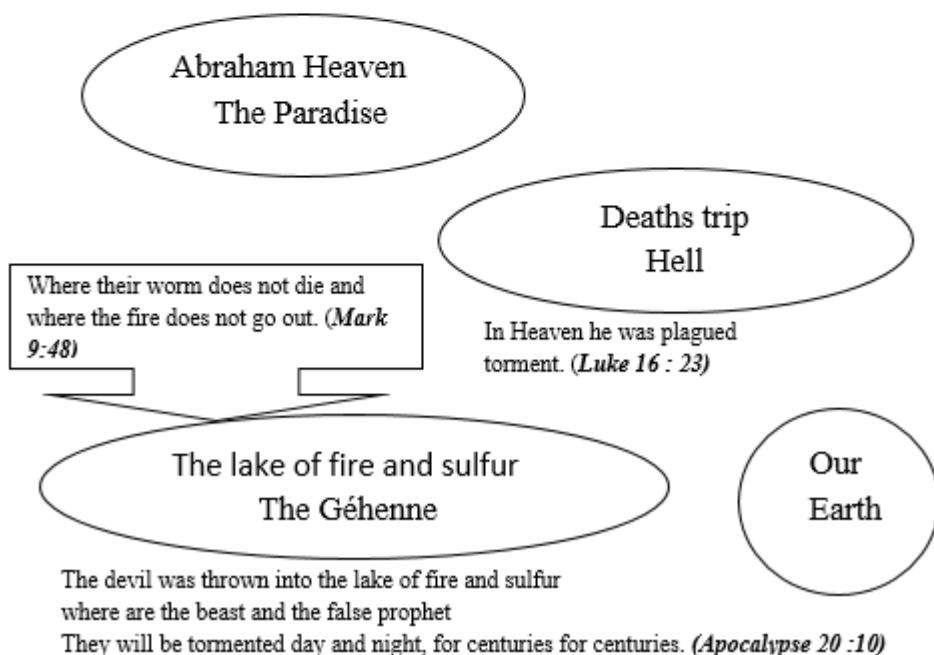 Abraham Heaven
The Paradise
Deaths trip
Hell
Where their worm does not die and
where the fire does not go out. (Mark
9:48)
In Heaven he was plagued
torment. (Luke 16 : 23)
The lake of fire and sulfur
The Géhenne
Our
Earth
The devil was thrown into the lake of fire and sulfur
where are the beast and the false prophet
They will be tormented day and night, for centuries for centuries. (Apocalypse 20 :10)